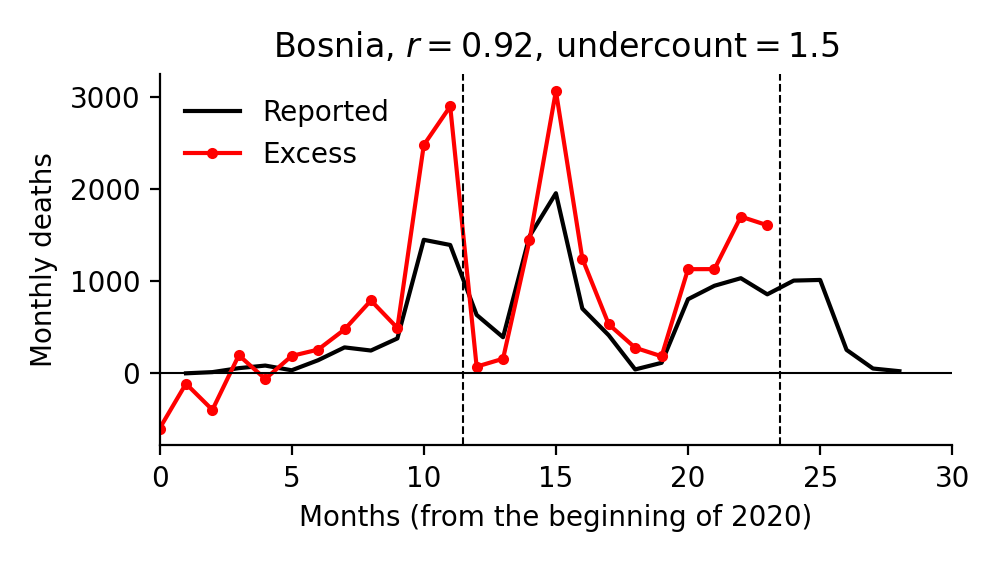 Bosnia, r = 0.92, undercount = 1.5
3000
2000
1000
0
Monthly deaths
Reported
Excess
0 5 10 15 20 25 30
Months (from the beginning of 2020)